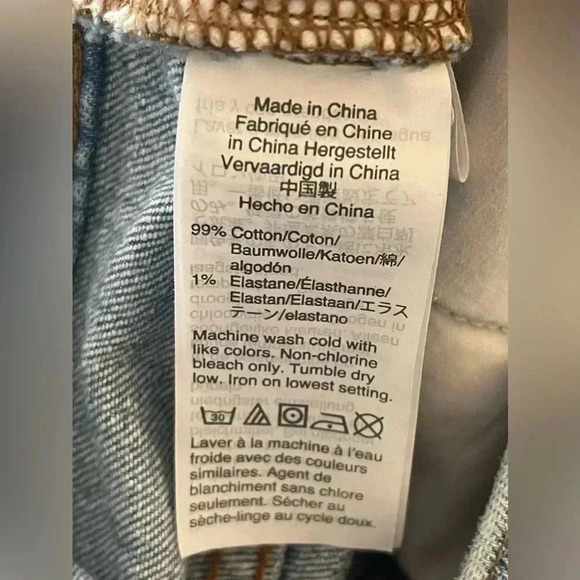 Made in China
Fabriqué en Chine
in China Hergestellt
Vervaardigd in China
中国製
Hecho en China
99% Cotton/Coton/
Baumwolle/Katoen/綿/
algodón
1% Elastane/Élasthanne/
Elastan/Elastaan/エラス
テーン/elastano
Machine wash cold with
like colors. Non-chlorine
bleach only. Tumble dry
low. Iron on lowest setting.
30
Laver à la machine à l'eau
froide avec des couleurs
similaires. Agent de
blanchiment sans chlore
seulement. Sécher au
sèche-linge au cycle doux.